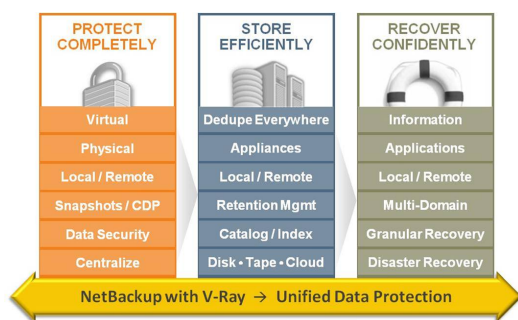 PROTECT
COMPLETELY
Virtual
Physical
Local / Remote
Snapshots / CDP
Data Security
Centralize
STORE
EFFICIENTLY
Dedupe Everywhere
Appliances
Local / Remote
Retention Mgmt
Catalog / Index
Disk • Tape • Cloud
RECOVER
CONFIDENTLY
Information
Applications
Local / Remote
Multi-Domain
Granular Recovery
Disaster Recovery
NetBackup with V-Ray → Unified Data Protection